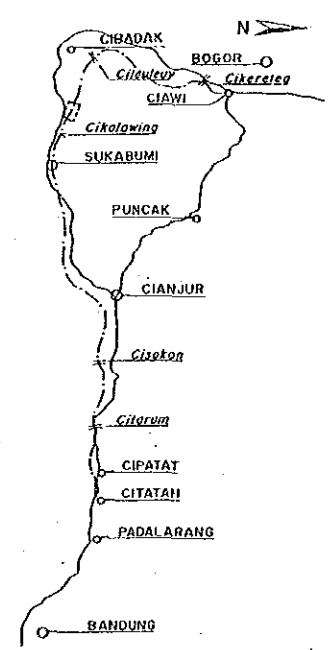 N
CIBADAK
BOGOR
Cileuleuy
Cikereteg
CIAWI
Cikolawing
SUKABUMI
PUNCAK
CIANJUR
Cisokan
Citarum
CIPATAT
CITATAH
PADALARANG
BANDUNG